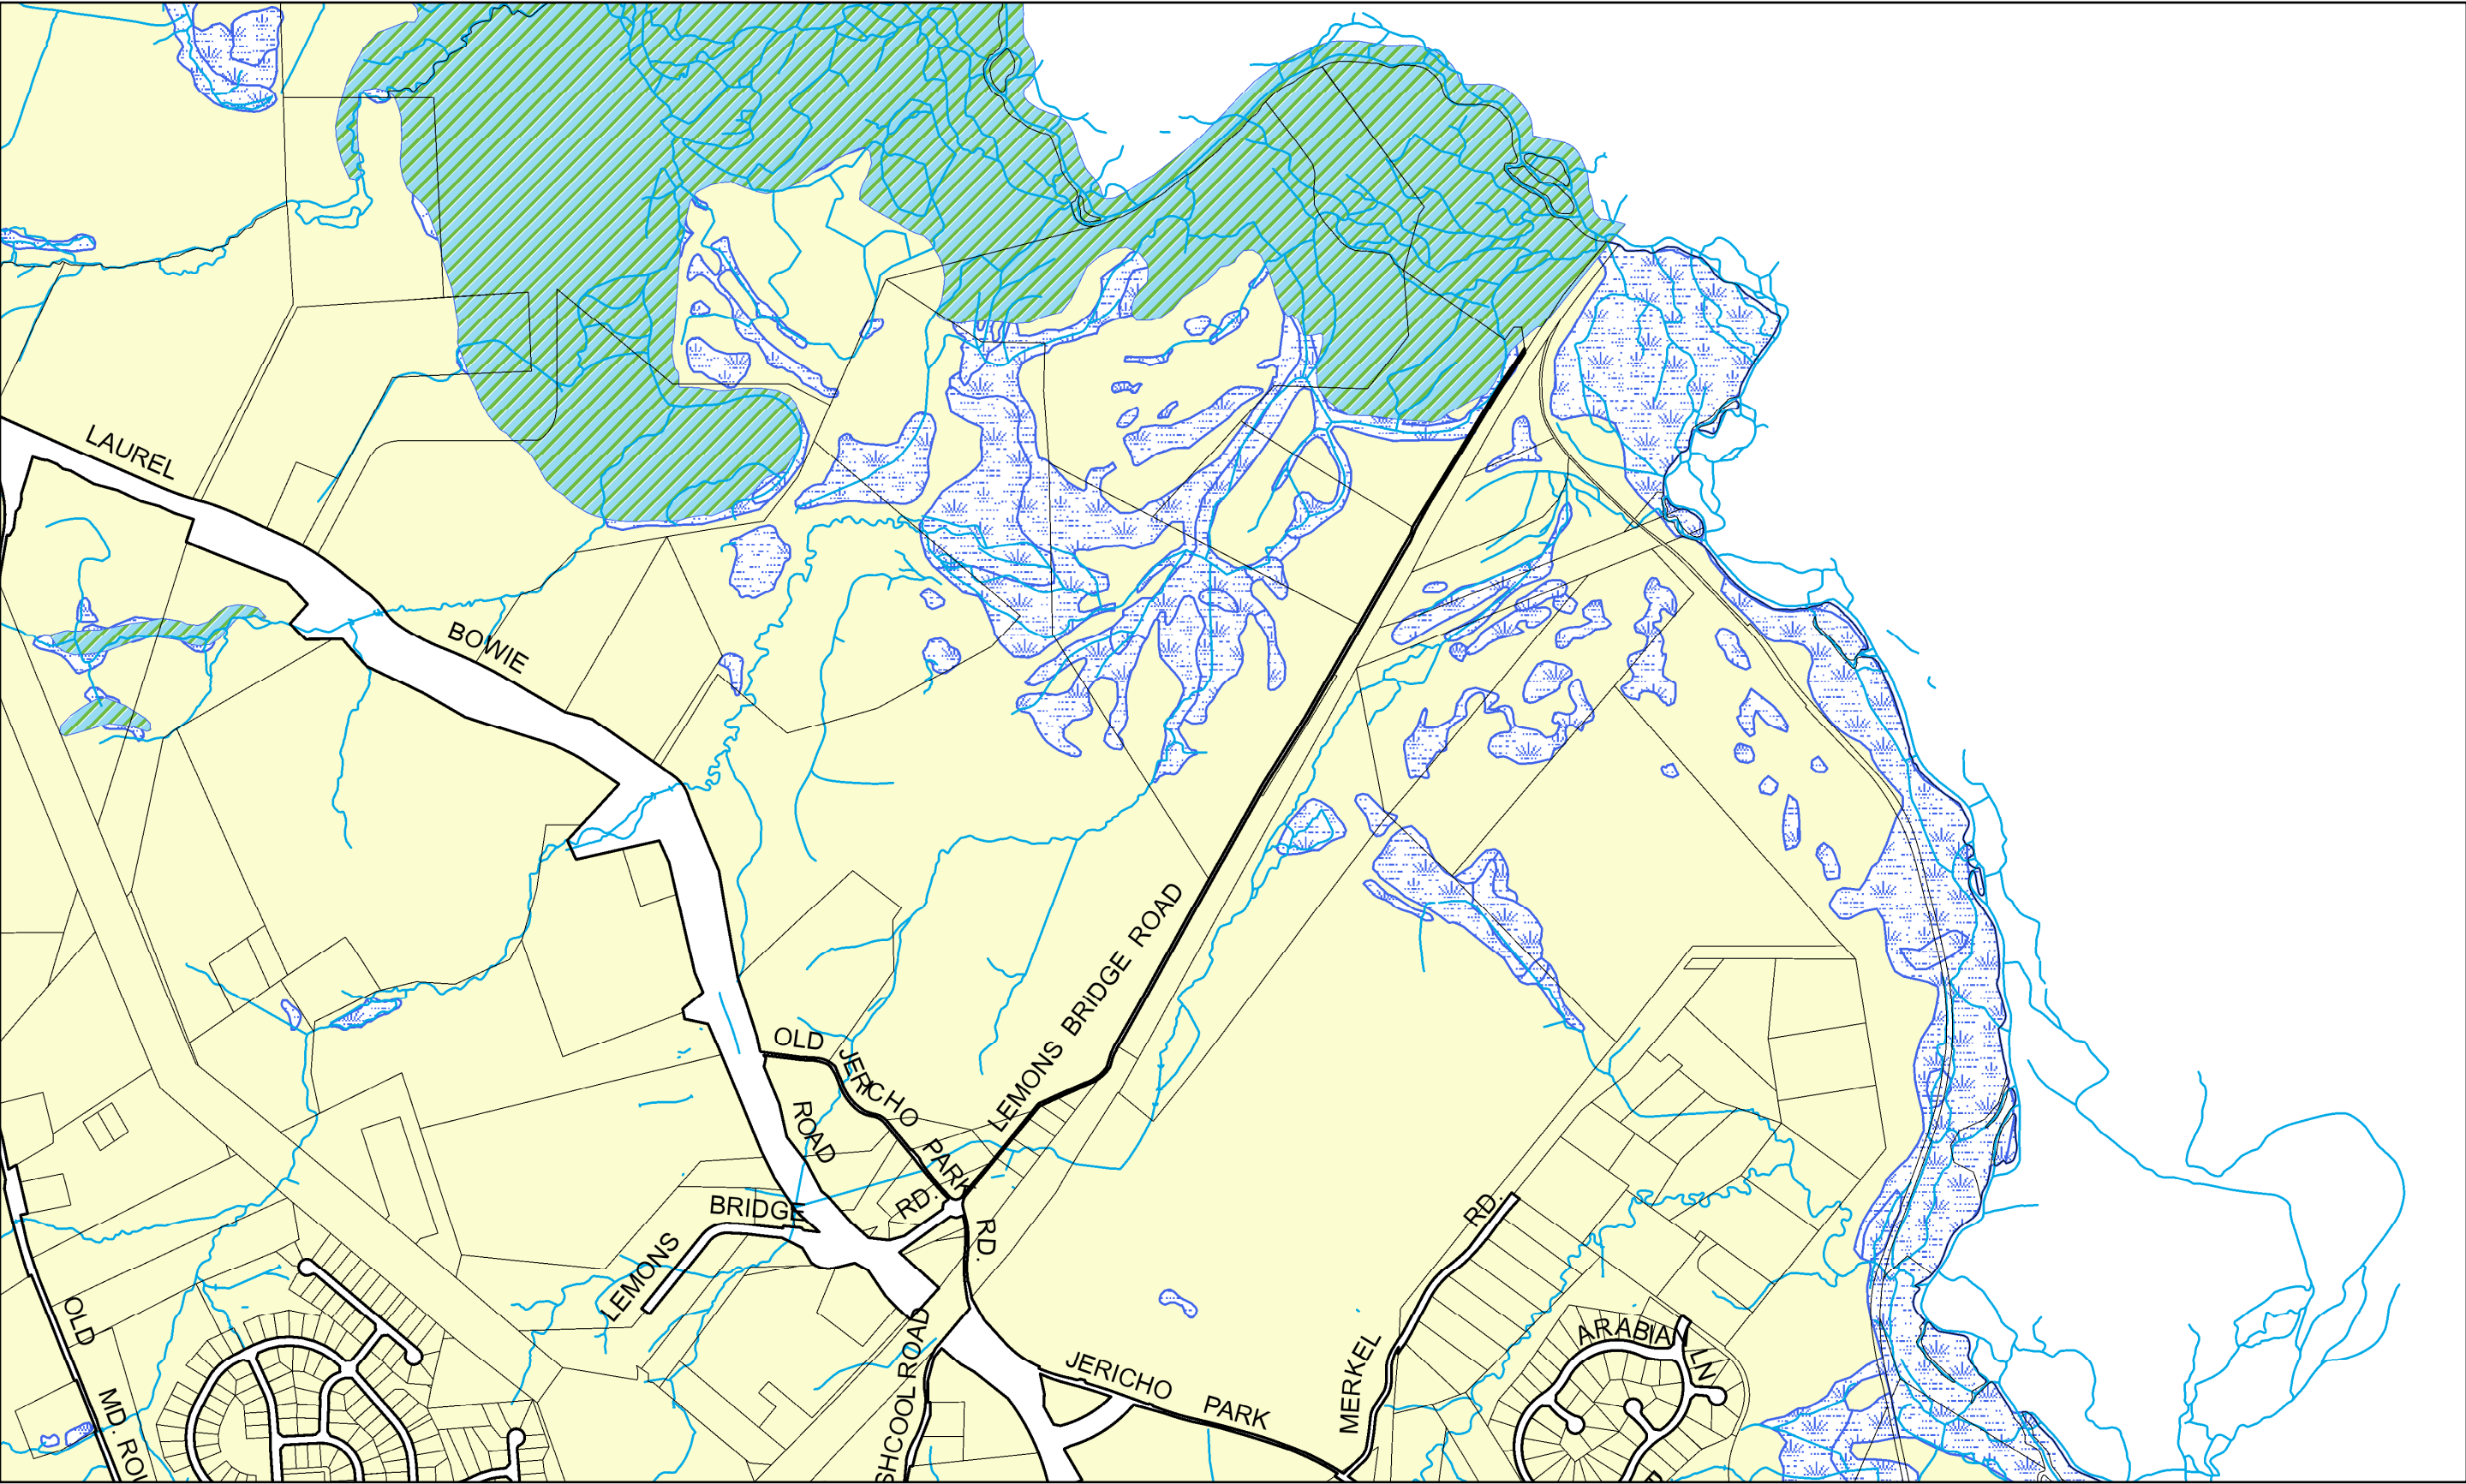 LAUREL
BOWIE
ROAD
OLD JERICHO PARK RD.
LEMONS BRIDGE ROAD
LEMONS BRIDGE RD.
OLD
MD. ROU
SHCOOL ROAD
JERICHO PARK
MERKEL RD.
ARABIAN LN